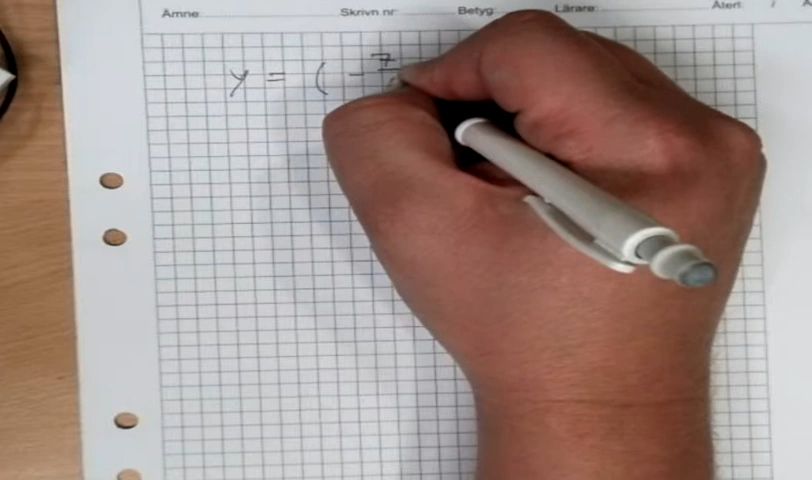 Ämne: Skrivn nr: Betyg: Lärare: Återl: /
y = ( - 7